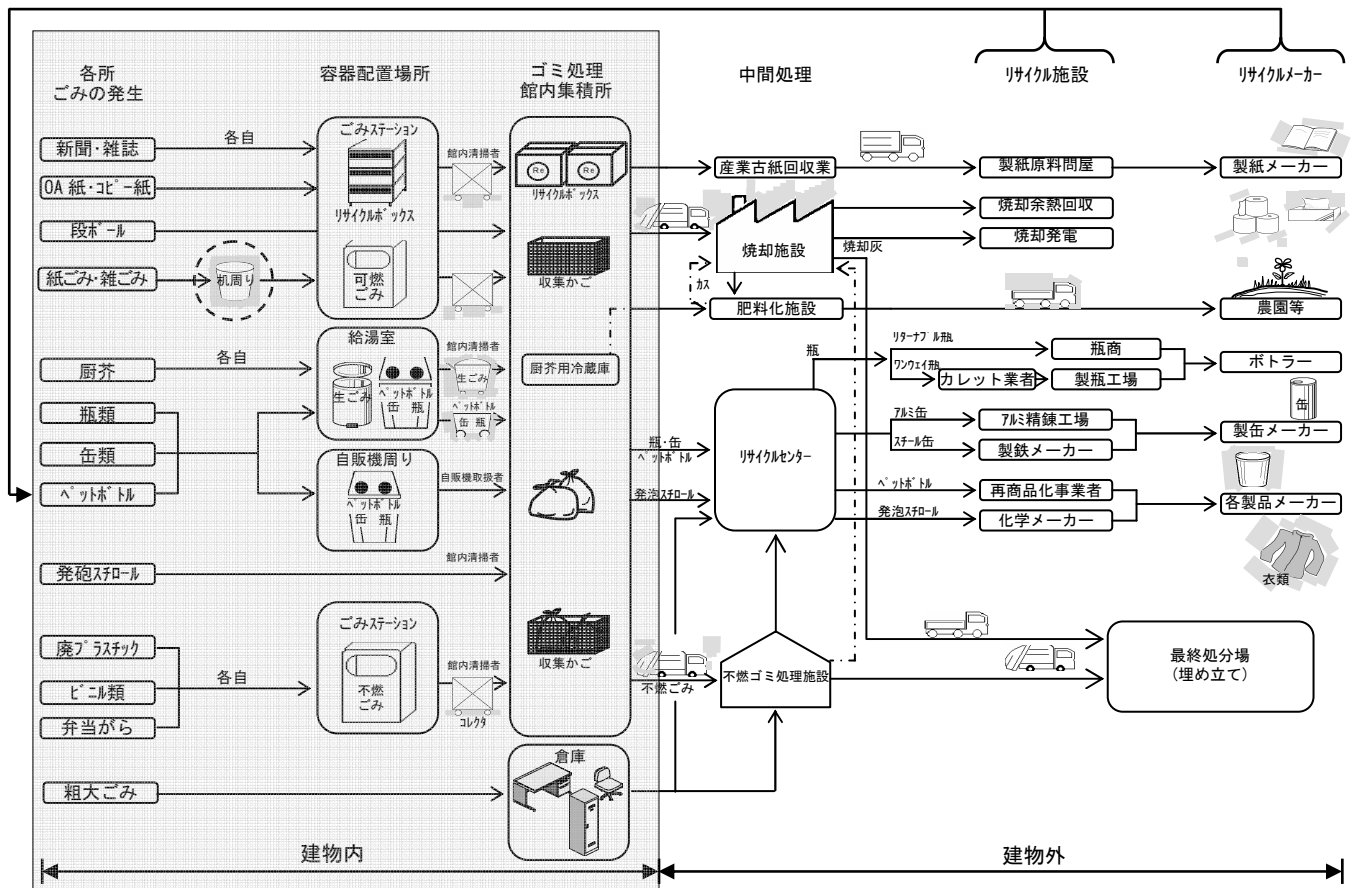 各所
ごみの発生
容器配置場所
ゴミ処理
館内集積所
中間処理
ﾘｻｲｸﾙ施設
ﾘｻｲｸﾙﾒｰｶｰ
新聞・雑誌
OA 紙・ｺﾋﾟｰ紙
段ﾎﾞｰﾙ
紙ごみ・雑ごみ
机周り
厨芥
瓶類
缶類
ﾍﾟｯﾄﾎﾞﾄﾙ
発砲ｽﾁﾛｰﾙ
廃ﾌﾟﾗｽﾁｯｸ
ﾋﾞﾆﾙ類
弁当がら
粗大ごみ
各自
各自
各自
ごみｽﾃｰｼｮﾝ
ﾘｻｲｸﾙﾎﾞｯｸｽ
可燃
ごみ
給湯室
生ごみ
ﾍﾟｯﾄﾎﾞﾄﾙ
缶 瓶
自販機周り
ﾍﾟｯﾄﾎﾞﾄﾙ
缶 瓶
ごみｽﾃｰｼｮﾝ
不燃
ごみ
館内清掃者
館内清掃者
生ごみ
ﾍﾟｯﾄﾎﾞﾄﾙ
缶 瓶
自販機取扱者
館内清掃者
館内清掃者
ｺﾚｸﾀ
Re
Re
ﾘｻｲｸﾙﾎﾞｯｸｽ
収集かご
厨芥用冷蔵庫
収集かご
倉庫
瓶・缶
ﾍﾟｯﾄﾎﾞﾄﾙ
発泡ｽﾁﾛｰﾙ
不燃ごみ
産業古紙回収業
焼却施設
焼却灰
ｶｽ
肥料化施設
瓶
ﾘｻｲｸﾙｾﾝﾀｰ
不燃ゴミ処理施設
ﾘﾀｰﾅﾌﾞﾙ瓶
ﾜﾝｳｪｲ瓶
ｱﾙﾐ缶
ｽﾁｰﾙ缶
ﾍﾟｯﾄﾎﾞﾄﾙ
発泡ｽﾁﾛｰﾙ
製紙原料問屋
焼却余熱回収
焼却発電
瓶商
カレット業者
製瓶工場
ｱﾙﾐ精錬工場
製鉄メーカー
再商品化事業者
化学メーカー
製紙メーカー
農園等
ボトラー
缶
製缶メーカー
各製品メーカー
衣類
最終処分場
（埋め立て）
建物内
建物外